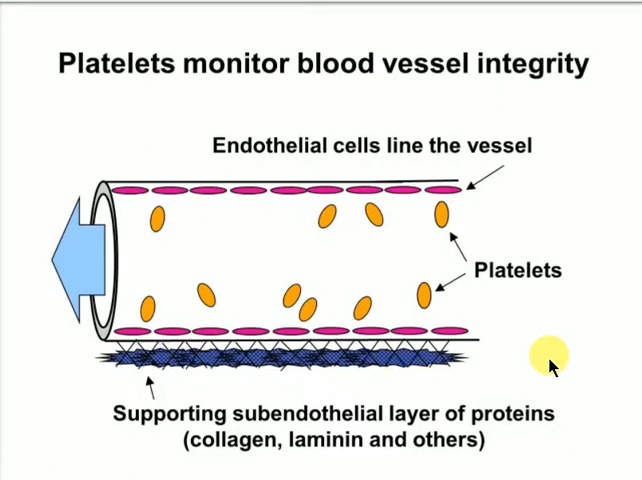 Platelets monitor blood vessel integrity
Endothelial cells line the vessel
Platelets
Supporting subendothelial layer of proteins
(collagen, laminin and others)